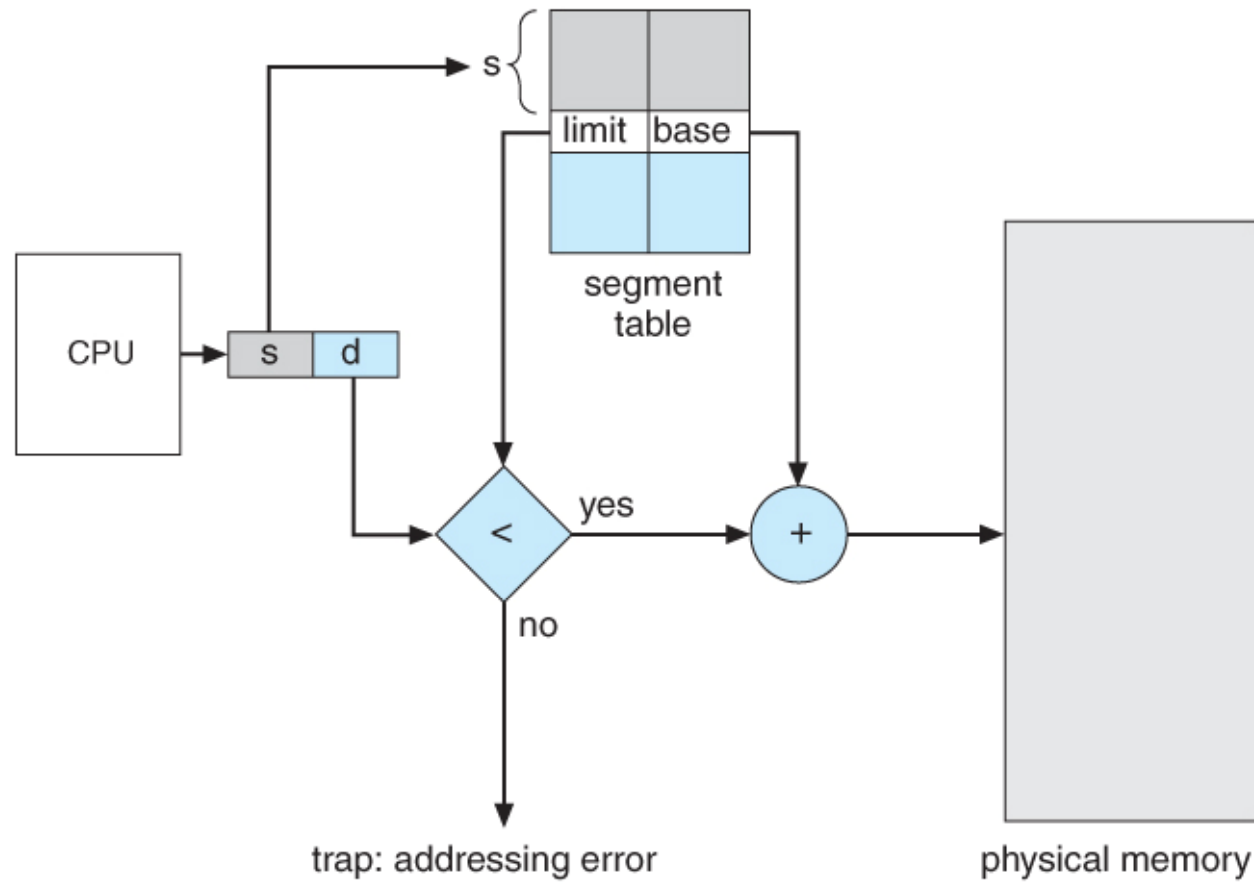 s
limit base
segment
table
CPU
s d
<
yes
+
no
trap: addressing error
physical memory